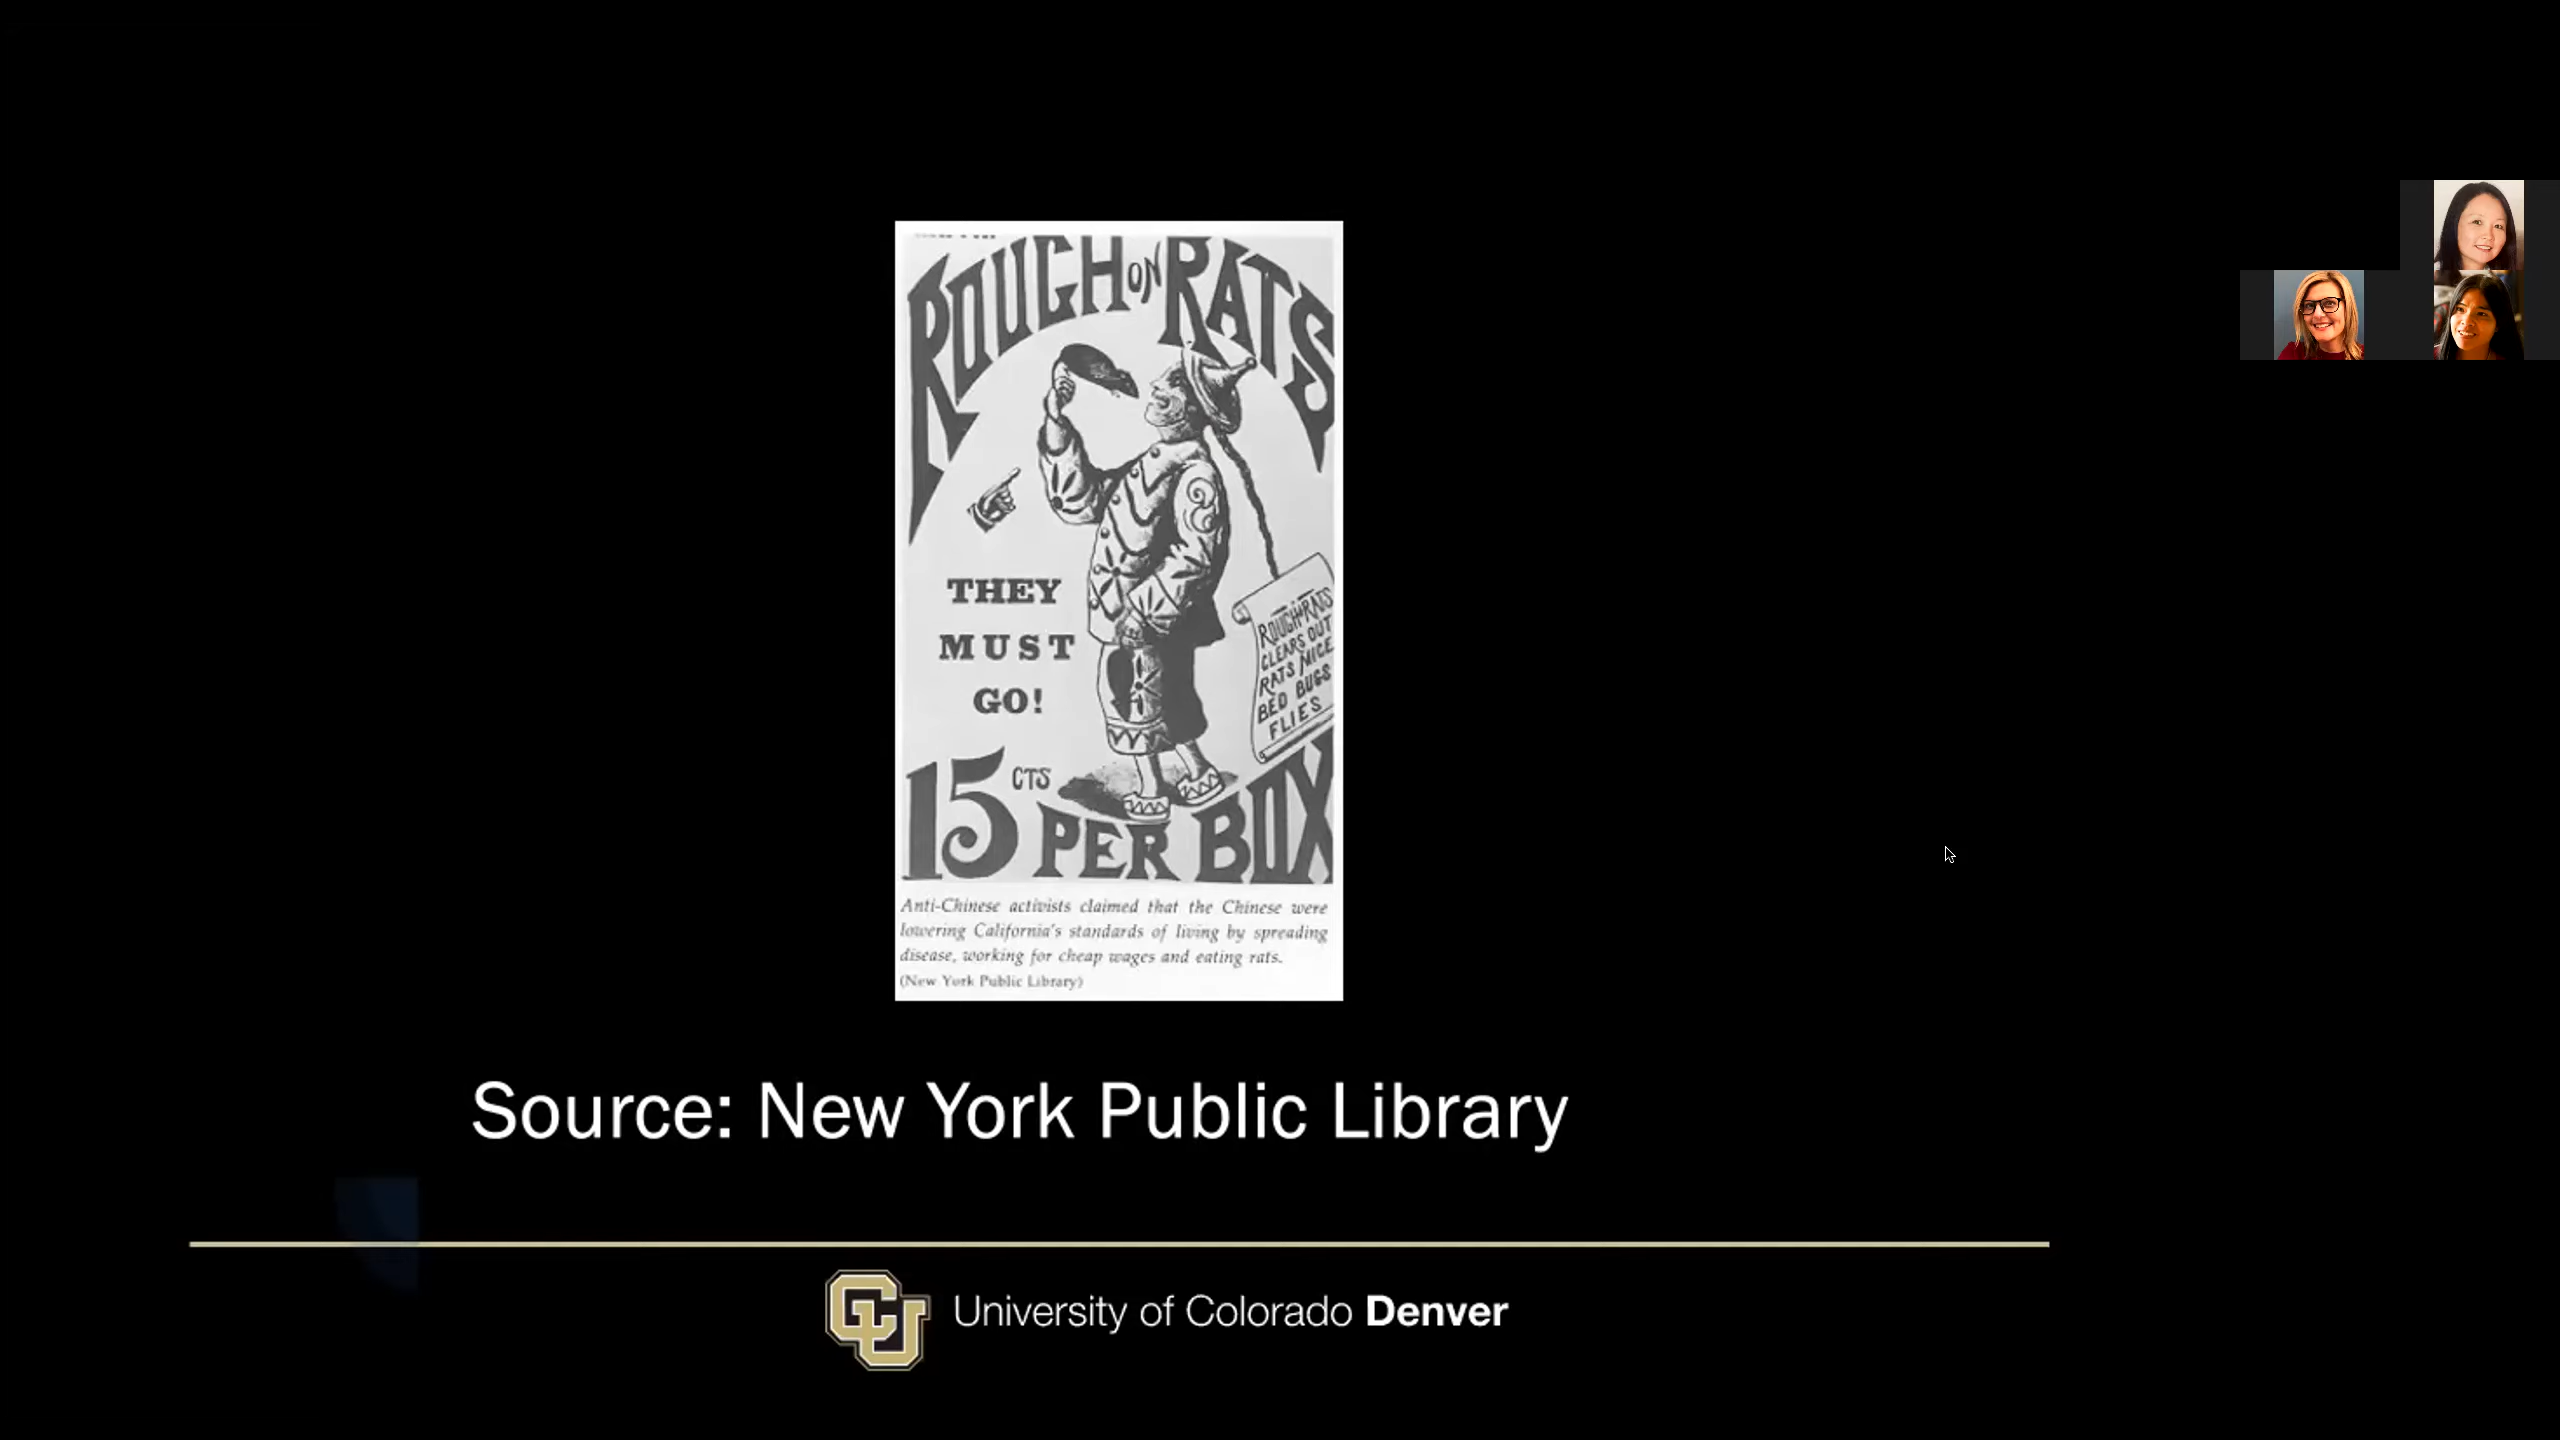 ROUGH ON RATS
THEY
MUST
GO!
ROUGH ON RATS
CLEARS OUT
RATS MICE
BED BUGS
FLIES
15 CTS
PER BOX
Anti-Chinese activists claimed that the Chinese were
lowering California's standards of living by spreading
disease, working for cheap wages and eating rats.
(New York Public Library)
Source: New York Public Library
CU University of Colorado Denver